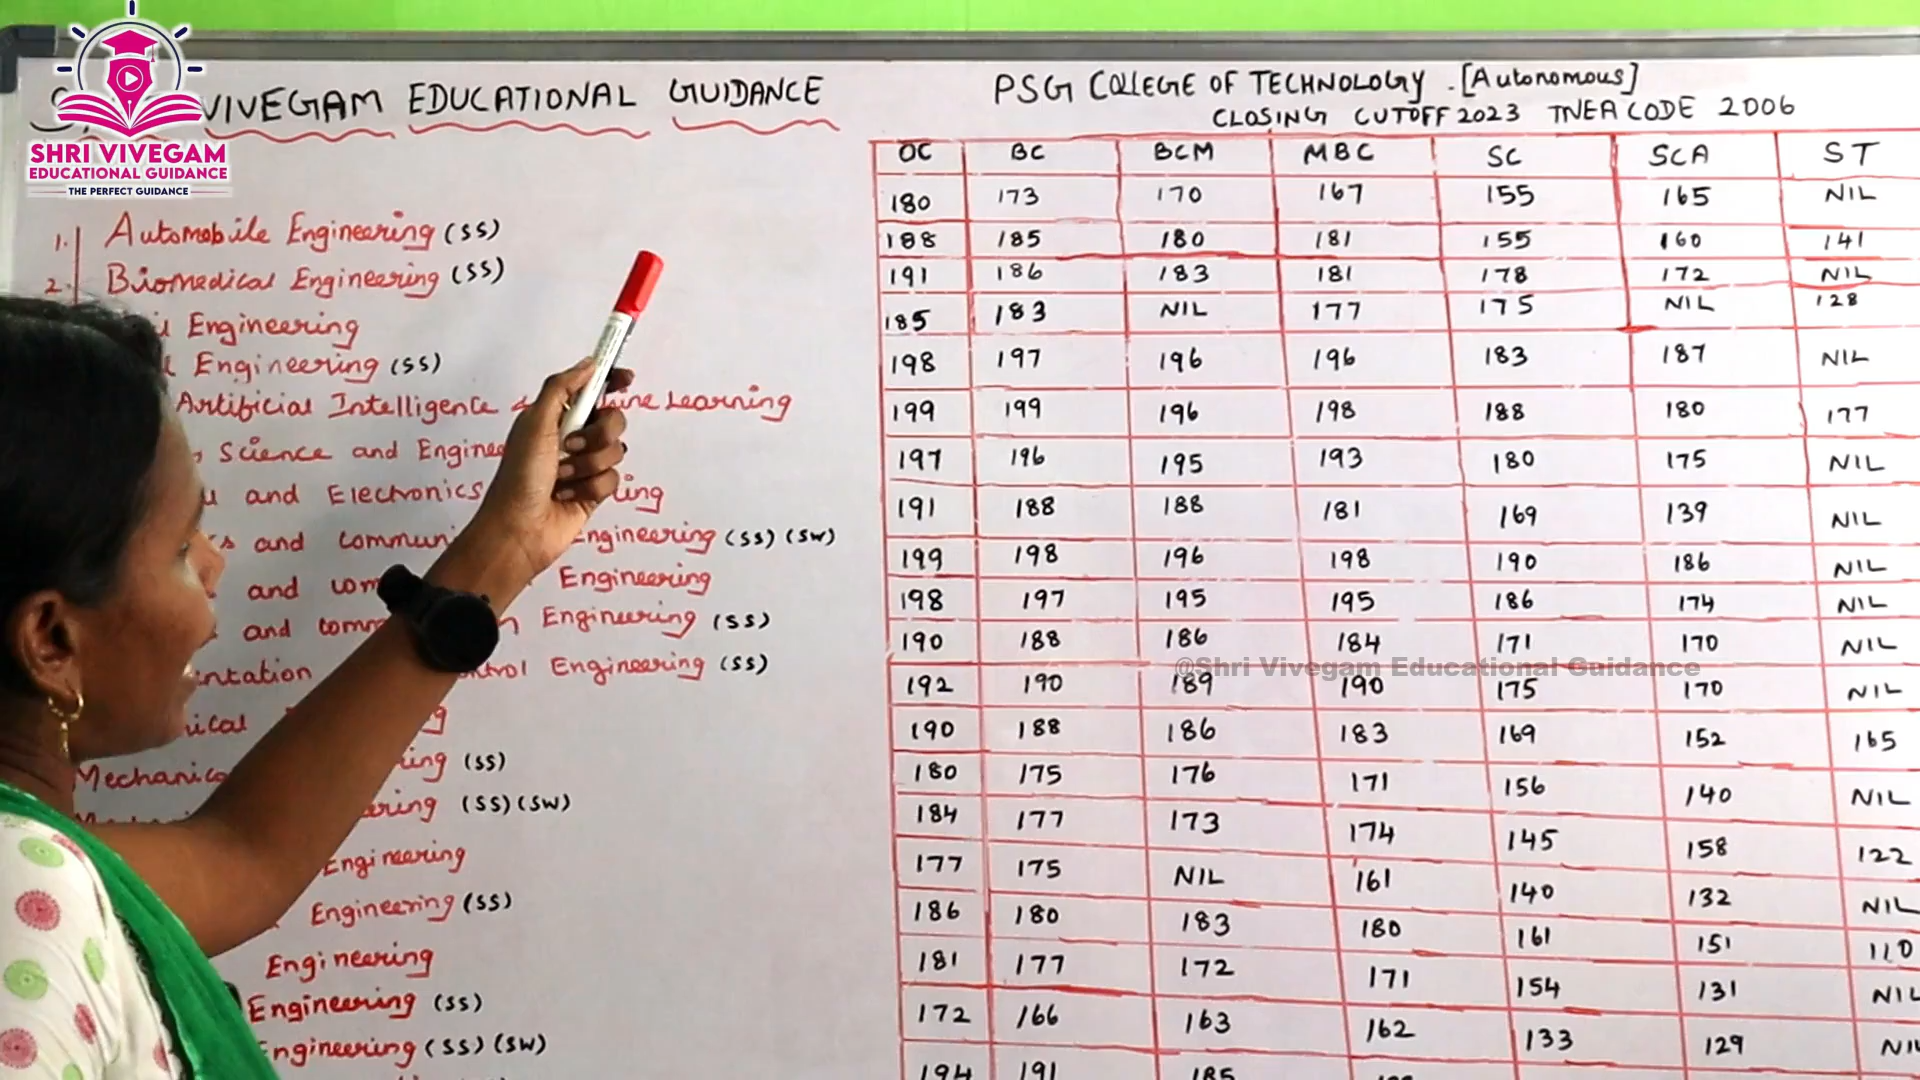 SHRI VIVEGAM
EDUCATIONAL GUIDANCE
THE PERFECT GUIDANCE
VIVEGAM EDUCATIONAL GUIDANCE
1. Automobile Engineering (SS)
2. Biomedical Engineering (SS)
Engineering
Engineering (SS)
Artificial Intelligence & Learning
Science and
and Electronics
and Engineering (SS) (SW)
and Engineering
and Engineering (SS)
Engineering (SS)
(SS)
(SS)(SW)
Engineering
Engineering (SS)
Engineering
Engineering (SS)
Engineering (SS)(SW)
PSG COLLEGE OF TECHNOLOGY .[Autonomous]
CLOSING CUTOFF 2023 TNEA CODE 2006
OC BC BCM MBC SC SCA ST
180 173 170 167 155 165 NIL
188 185 180 181 155 160 141
191 186 183 181 178 172 NIL
185 183 NIL 177 175 NIL 128
198 197 196 196 183 187 NIL
199 199 196 198 188 180 177
197 196 195 193 180 175 NIL
191 188 188 181 169 139 NIL
199 198 196 198 190 186 NIL
198 197 195 195 186 174 NIL
190 188 186 184 171 170 NIL
@Shri Vivegam Educational Guidance
192 190 189 190 175 170 NIL
190 188 186 183 169 152 165
180 175 176 171 156 140 NIL
184 177 173 174 145 158 122
177 175 NIL 161 140 132 NIL
186 180 183 180 161 151 110
181 177 172 171 154 131 NIL
172 166 163 162 133 129 NIL
194 191 185